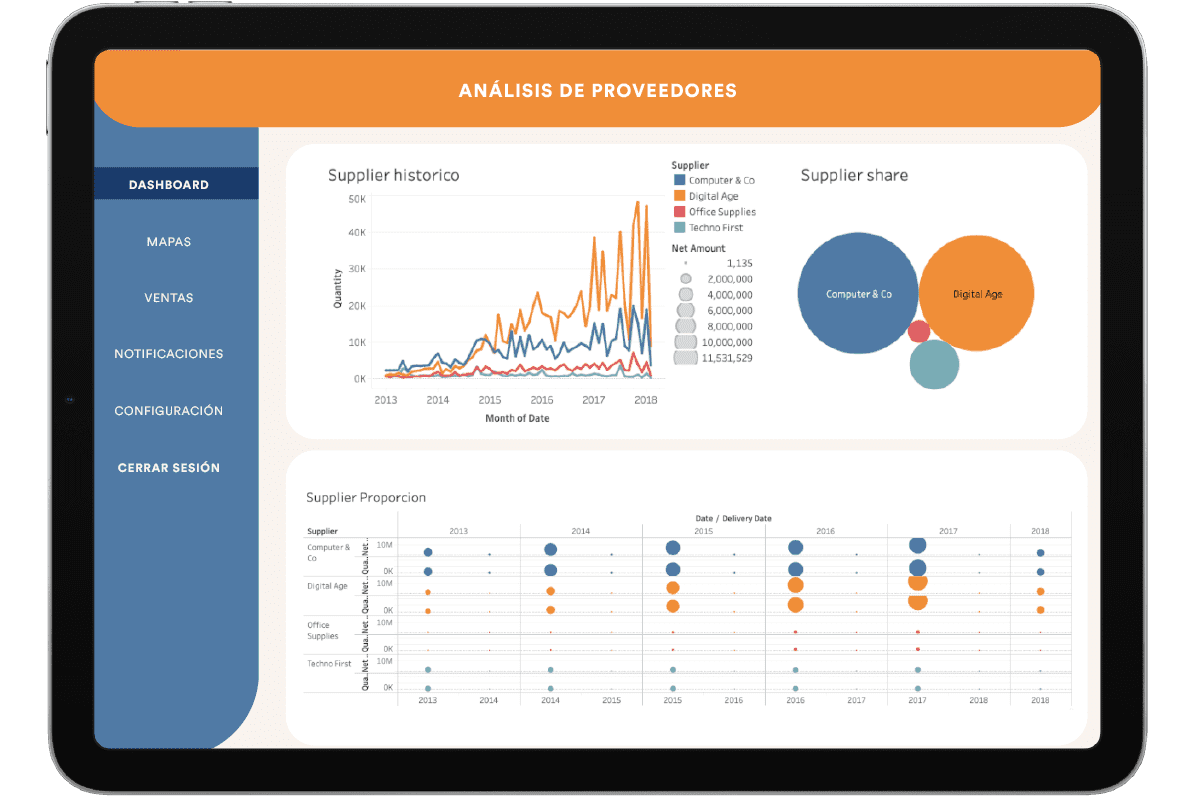 ANÁLISIS DE PROVEEDORES
DASHBOARD
MAPAS
VENTAS
NOTIFICACIONES
CONFIGURACIÓN
CERRAR SESIÓN
Supplier historico
Quantity
50K
40K
30K
20K
10K
0K
2013 2014 2015 2016 2017 2018
Month of Date
Supplier
Computer & Co
Digital Age
Office Supplies
Techno First
Net Amount
1,135
2,000,000
4,000,000
6,000,000
8,000,000
10,000,000
11,531,529
Supplier share
Computer & Co
Digital Age
Supplier Proporcion
Date / Delivery Date
Supplier 2013 2014 2015 2016 2017 2018
Computer &
Co
Net ..
10M
Qua..
0K
Digital Age
Net ..
10M
Qua..
0K
Office
Supplies
Net ..
10M
Qua..
0K
Techno First
Net ..
10M
Qua..
0K
2013 2014 2014 2015 2015 2016 2016 2017 2017 2018 2018